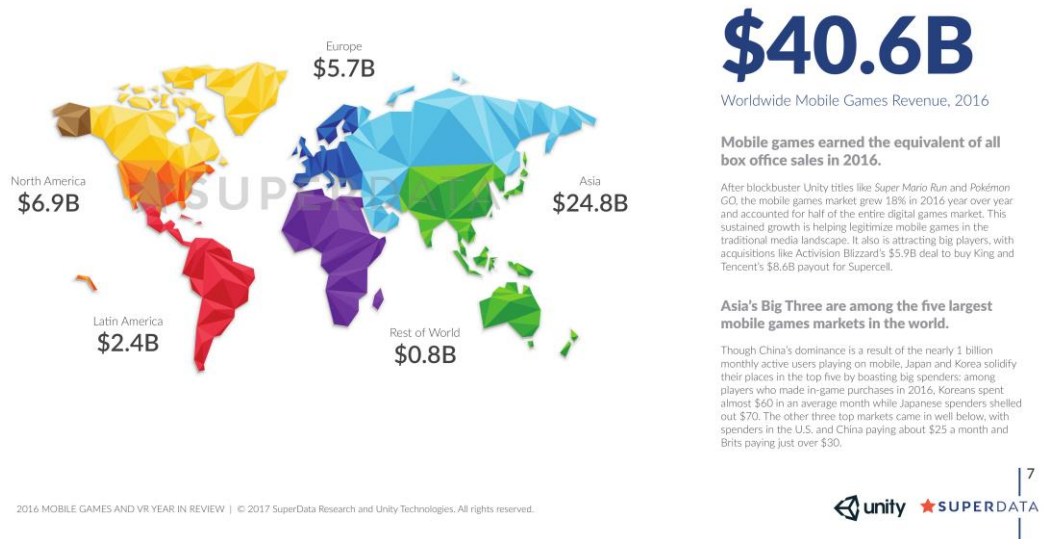 Europe
$5.7B
North America
$6.9B
SUPERDATA
Asia
$24.8B
Latin America
$2.4B
Rest of World
$0.8B
$40.6B
Worldwide Mobile Games Revenue, 2016
Mobile games earned the equivalent of all
box office sales in 2016.
After blockbuster Unity titles like Super Mario Run and Pokémon
GO, the mobile games market grew 18% in 2016 year over year
and accounted for half of the entire digital games market. This
sustained growth is helping legitimize mobile games in the
traditional media landscape. It also is attracting big players, with
acquisitions like Activision Blizzard's $5.9B deal to buy King and
Tencent's $8.6B payout for Supercell.
Asia's Big Three are among the five largest
mobile games markets in the world.
Though China's dominance is a result of the nearly 1 billion
monthly active users playing on mobile, Japan and Korea solidify
their places in the top five by boasting big spenders: among
players who made in-game purchases in 2016, Koreans spent
almost $60 in an average month while Japanese spenders shelled
out $70. The other three top markets came in well below, with
spenders in the U.S. and China paying about $25 a month and
Brits paying just over $30.
7
2016 MOBILE GAMES AND VR YEAR IN REVIEW | © 2017 SuperData Research and Unity Technologies. All rights reserved.
unity
SUPERDATA